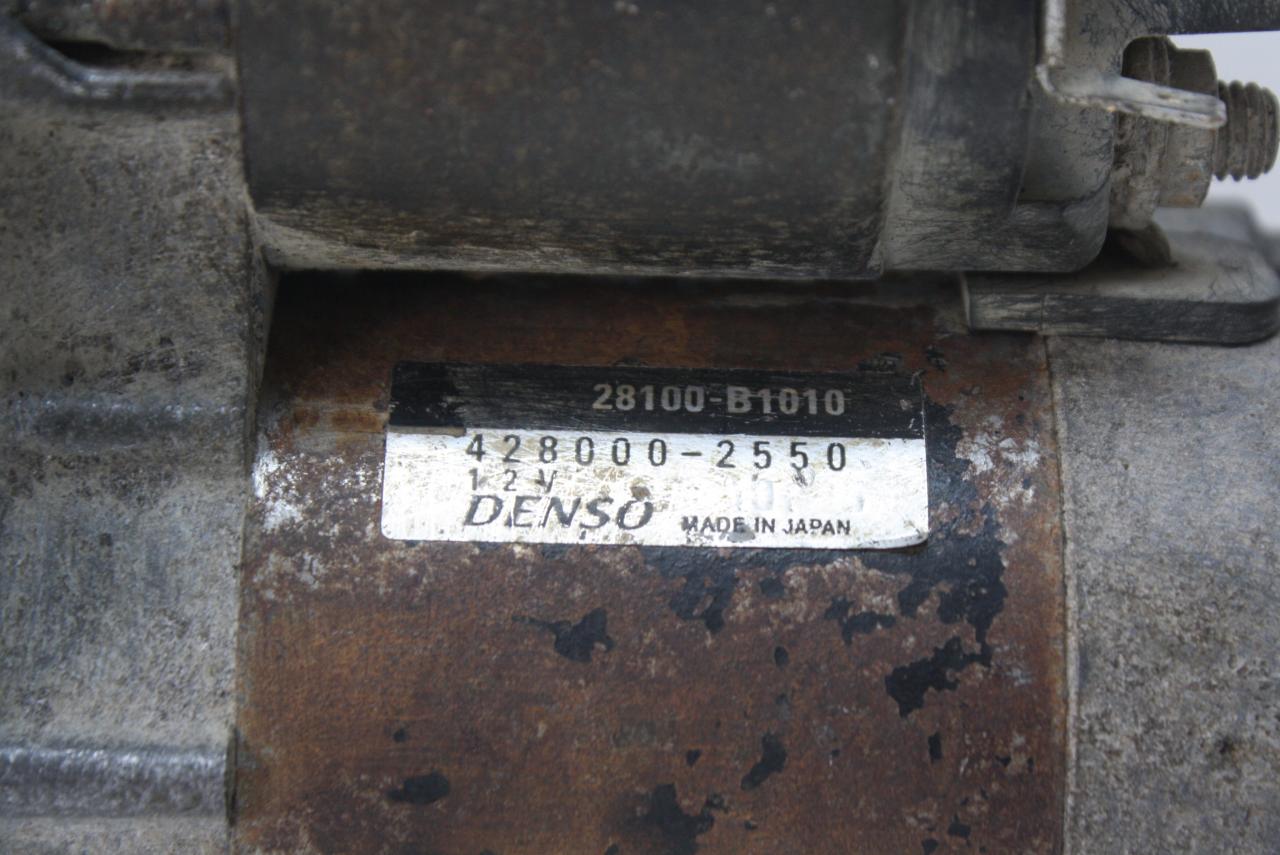 28100-B1010
428000-2550
12V
DENSO MADE IN JAPAN